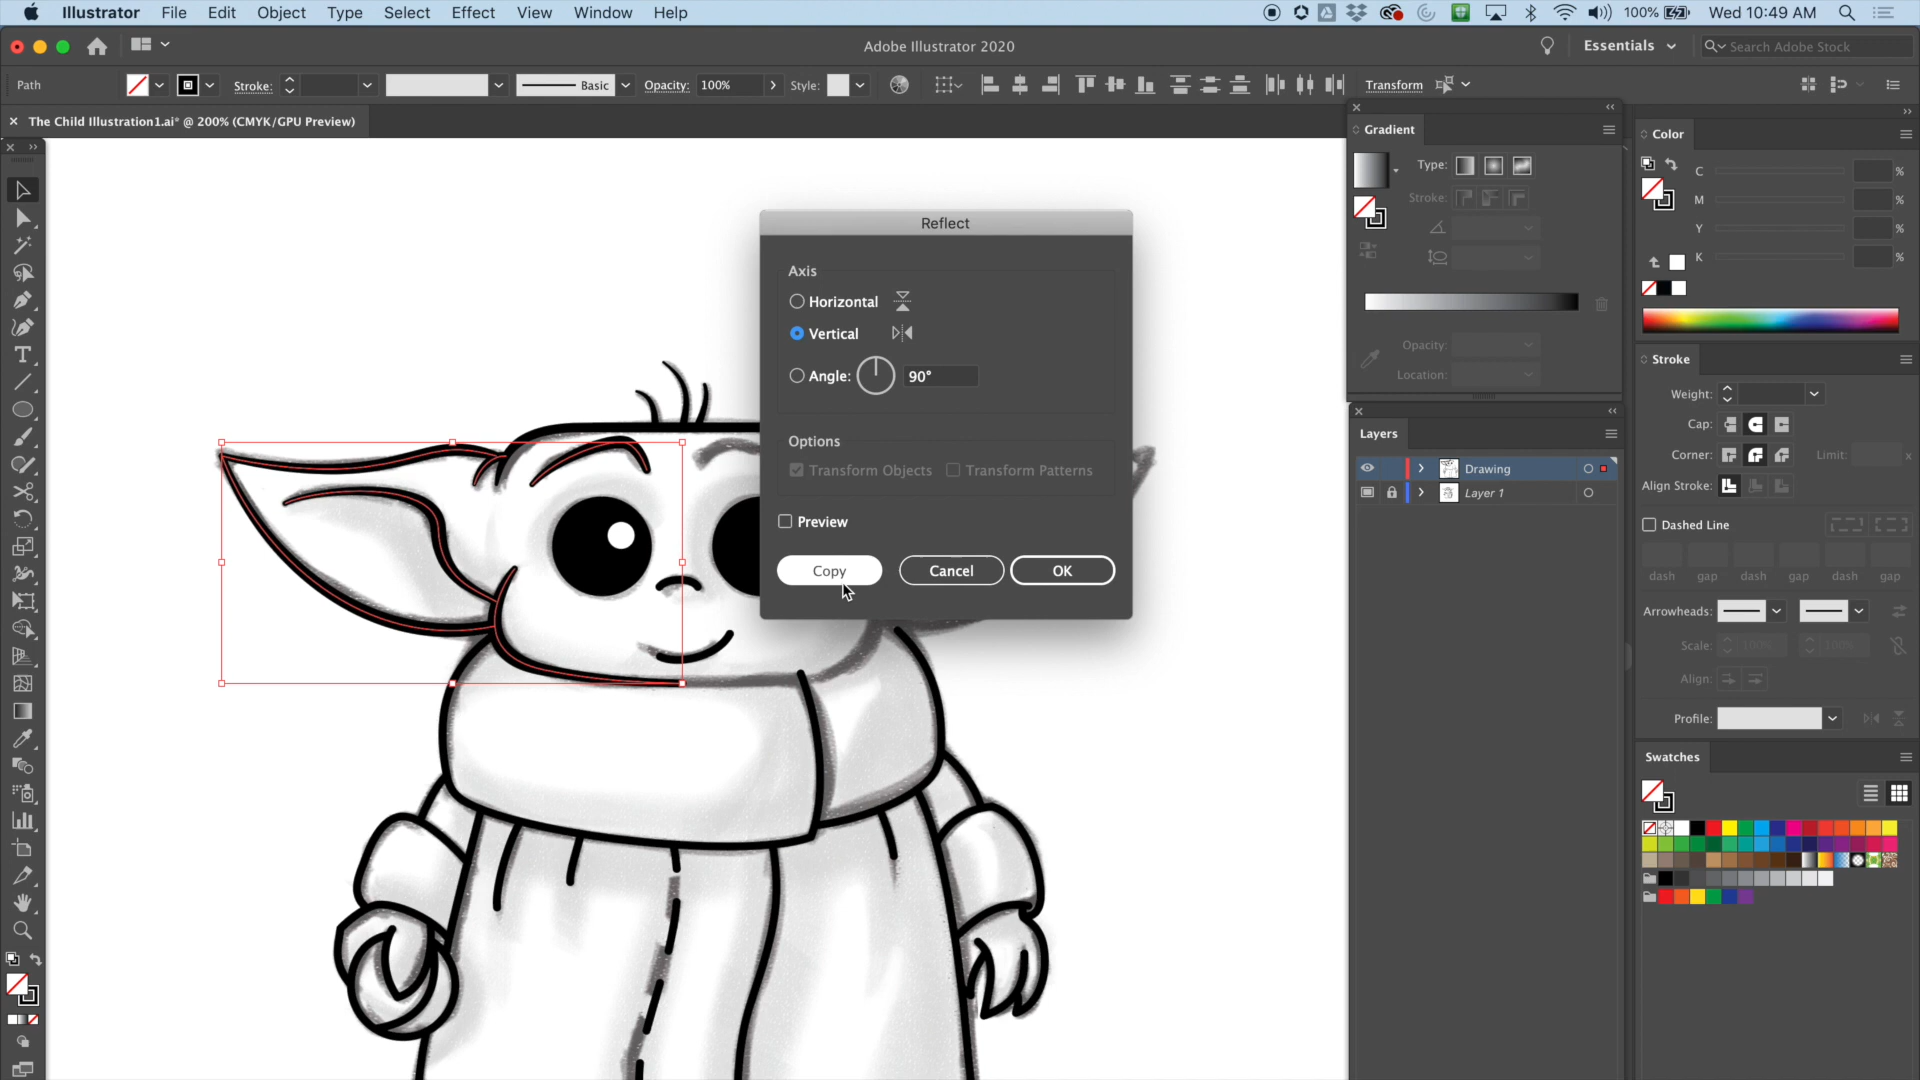 Illustrator File Edit Object Type Select Effect View Window Help 100% Wed 10:49 AM
Adobe Illustrator 2020 Essentials Search Adobe Stock
Path Stroke: Basic Opacity: 100% Style: Transform
The Child Illustration1.ai* @ 200% (CMYK/GPU Preview)
Gradient
Type:
Stroke:
Opacity:
Location:
Color
C %
M %
Y %
K %
Reflect
Axis
Horizontal
Vertical
Angle: 90°
Options
Transform Objects Transform Patterns
Preview
Copy Cancel OK
Layers
Drawing
Layer 1
Stroke
Weight:
Cap:
Corner: Limit: x
Align Stroke:
Dashed Line
dash gap dash gap dash gap
Arrowheads:
Scale: 100% 100%
Align:
Profile:
Swatches